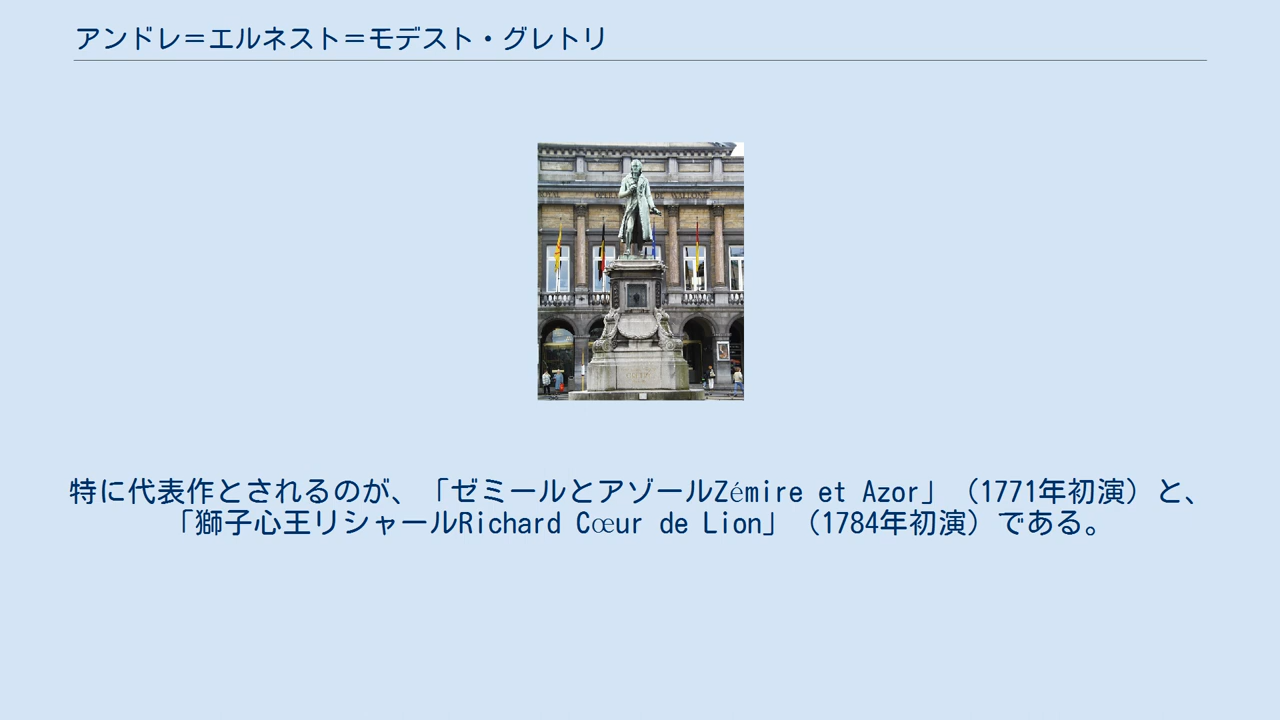 アンドレ＝エルネスト＝モデスト・グレトリ
OPERA DE WALLONIE
特に代表作とされるのが、「ゼミールとアゾールZémire et Azor」（1771年初演）と、
「獅子心王リシャールRichard Cœur de Lion」（1784年初演）である。